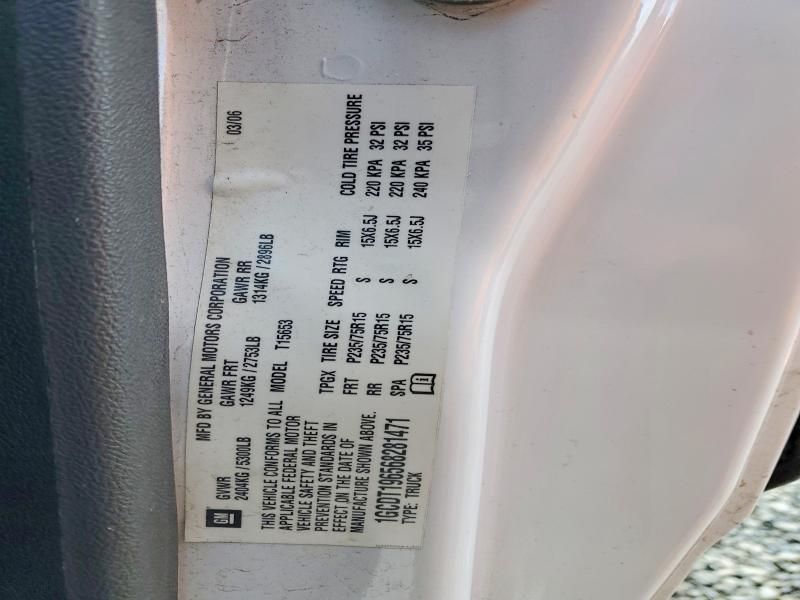 MFD BY GENERAL MOTORS CORPORATION 03/06
GM GVWR GAWR FRT GAWR RR
2404KG/5300LB 1249KG/2753LB 1314KG/2896LB
THIS VEHICLE CONFORMS TO ALL
APPLICABLE FEDERAL MOTOR
VEHICLE SAFETY AND THEFT
PREVENTION STANDARDS IN
EFFECT ON THE DATE OF
MANUFACTURE SHOWN ABOVE.
1GCDT196568281471
TYPE: TRUCK
MODEL T15653
TPGX TIRE SIZE SPEED RTG RIM COLD TIRE PRESSURE
FRT P235/75R15 S 15X6.5J 220 KPA 32 PSI
RR P235/75R15 S 15X6.5J 220 KPA 32 PSI
SPA P235/75R15 S 15X6.5J 240 KPA 35 PSI